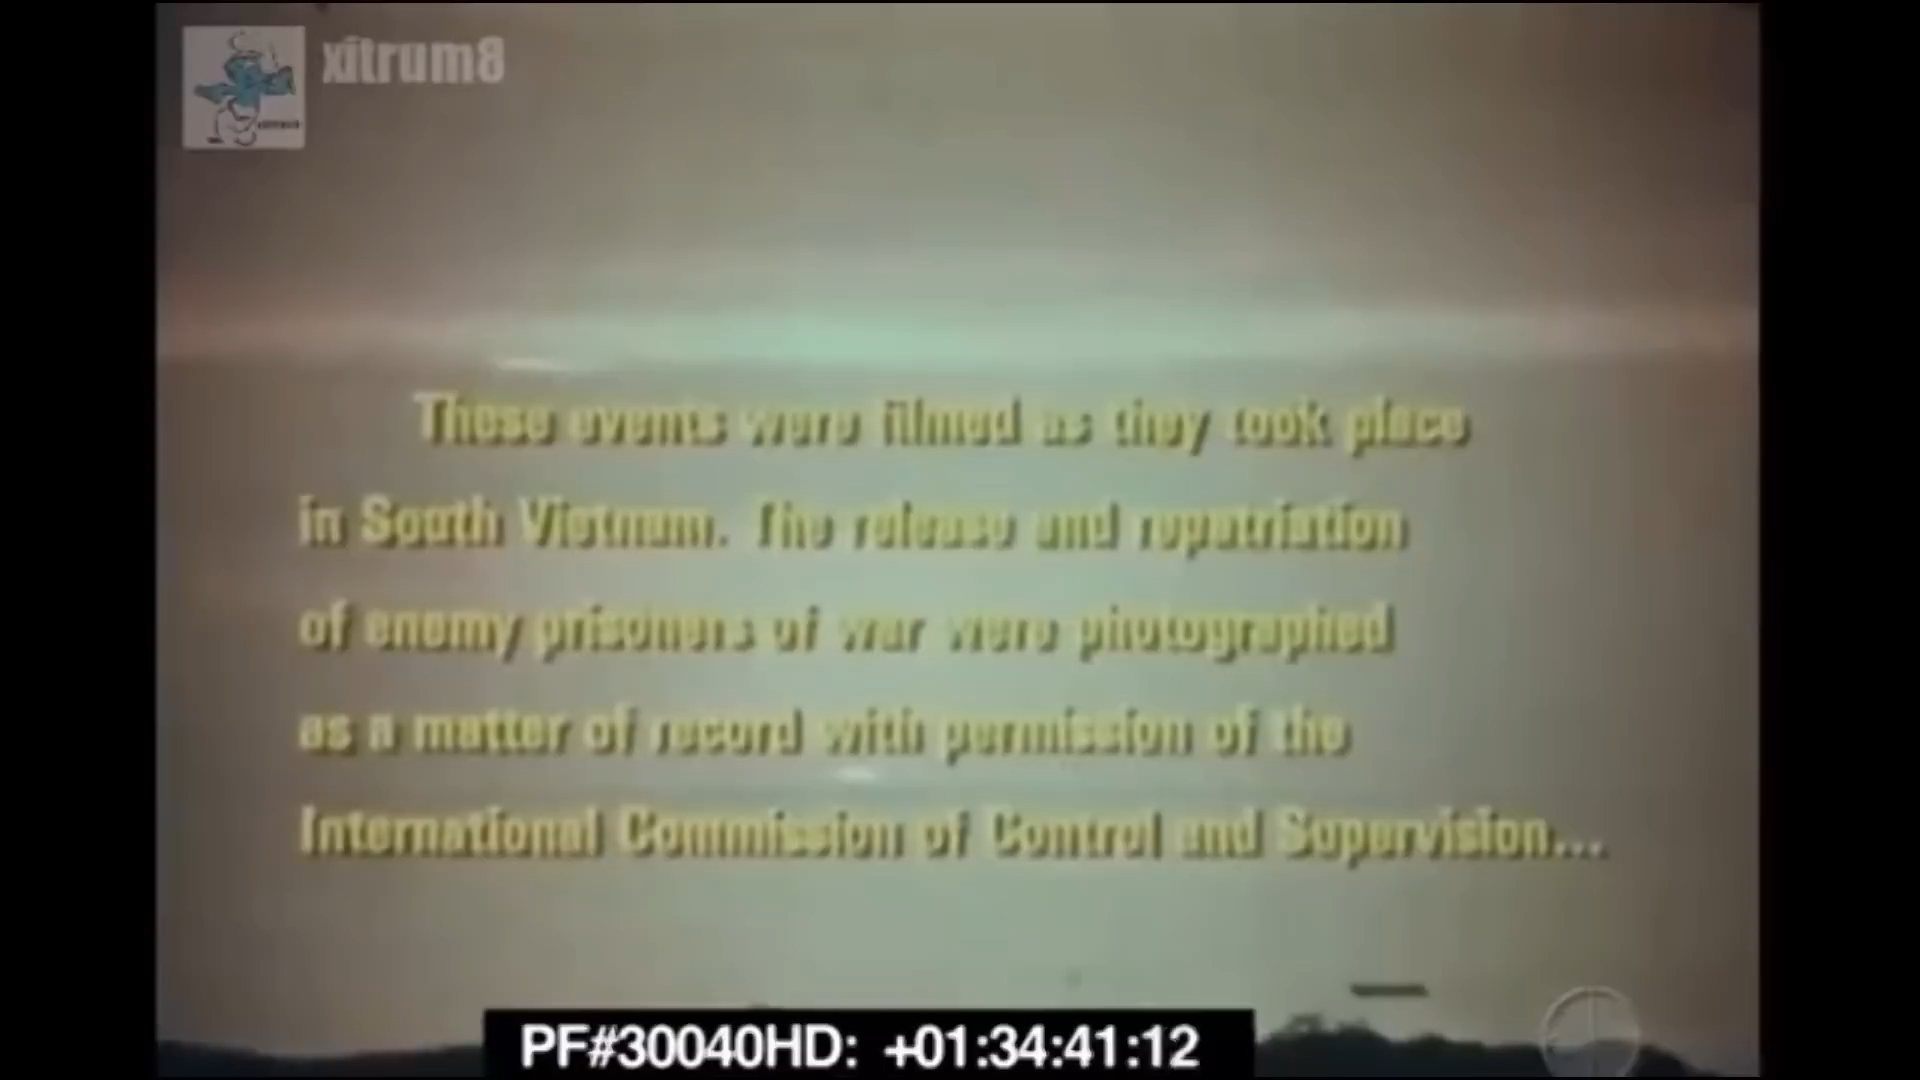 xitrum8
These events were filmed as they took place
in South Vietnam. The release and repatriation
of enemy prisoners of war were photographed
as a matter of record with permission of the
International Commission of Control and Supervision...
PF#30040HD: +01:34:41:12